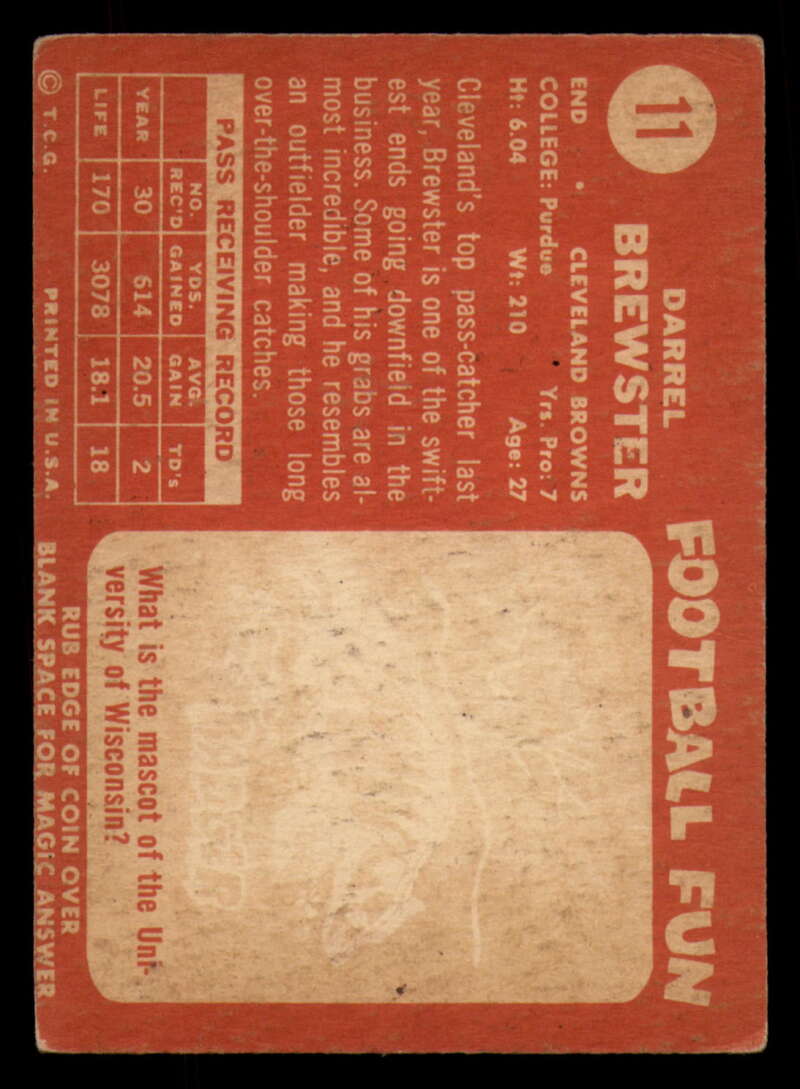 11
DARREL
BREWSTER
END • CLEVELAND BROWNS
COLLEGE: Purdue Yrs. Pro: 7
Ht: 6.04 Wt: 210 Age: 27
Cleveland's top pass-catcher last
year, Brewster is one of the swift-
est ends going downfield in the
business. Some of his grabs are al-
most incredible, and he resembles
an outfielder making those long
over-the-shoulder catches.
PASS RECEIVING RECORD
NO. REC'D YDS. GAINED AVG. GAIN TD's
YEAR 30 614 20.5 2
LIFE 170 3078 18.1 18
© T.C.G. PRINTED IN U.S.A.
FOOTBALL FUN
What is the mascot of the Uni-
versity of Wisconsin?
RUB EDGE OF COIN OVER
BLANK SPACE FOR MAGIC ANSWER